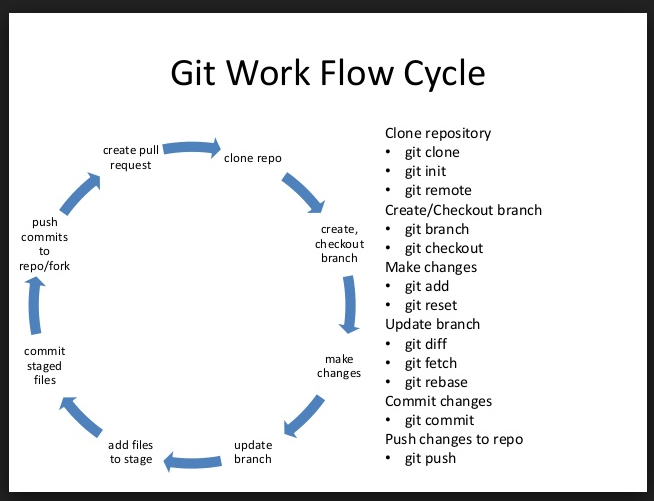 Git Work Flow Cycle
create pull
request
clone repo
create,
checkout
branch
make
changes
update
branch
add files
to stage
commit
staged
files
push
commits
to
repo/fork
Clone repository
• git clone
• git init
• git remote
Create/Checkout branch
• git branch
• git checkout
Make changes
• git add
• git reset
Update branch
• git diff
• git fetch
• git rebase
Commit changes
• git commit
Push changes to repo
• git push